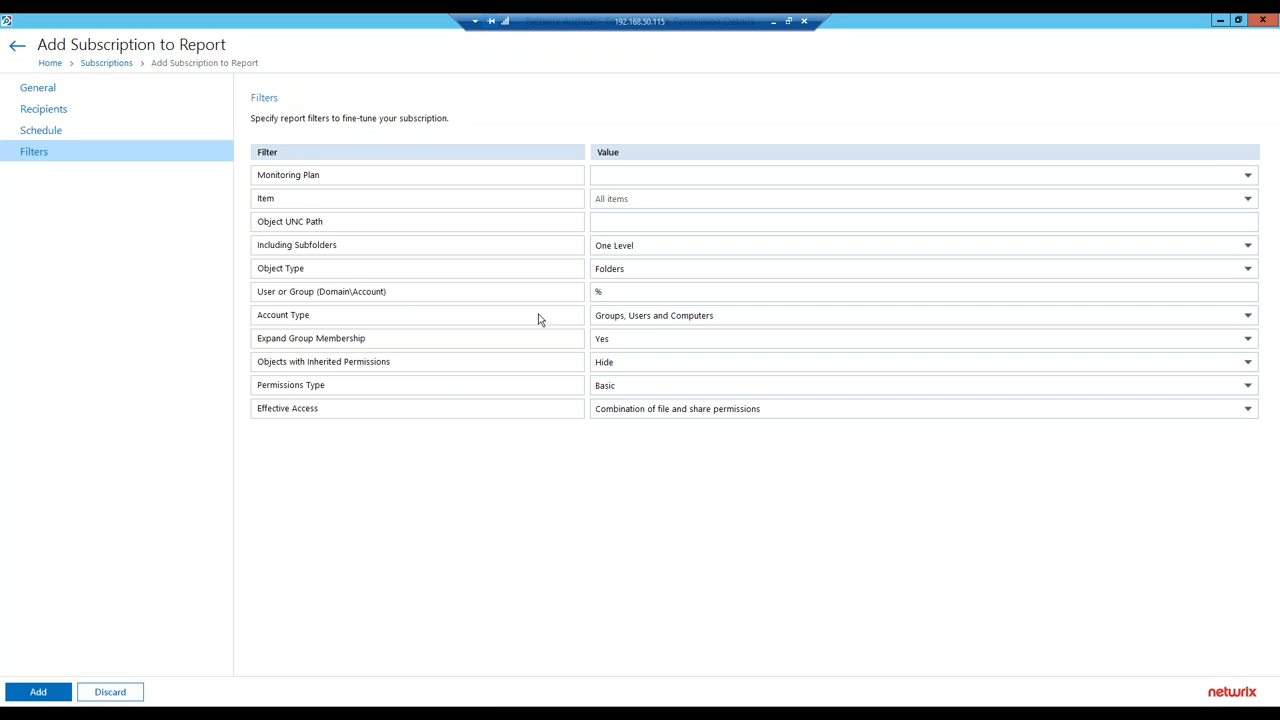 192.168.50.115
Add Subscription to Report
Home > Subscriptions > Add Subscription to Report
General
Recipients
Schedule
Filters
Filters
Specify report filters to fine-tune your subscription.
Filter Value
Monitoring Plan
Item All items
Object UNC Path
Including Subfolders One Level
Object Type Folders
User or Group (Domain\Account) %
Account Type Groups, Users and Computers
Expand Group Membership Yes
Objects with Inherited Permissions Hide
Permissions Type Basic
Effective Access Combination of file and share permissions
Add Discard
netwrix